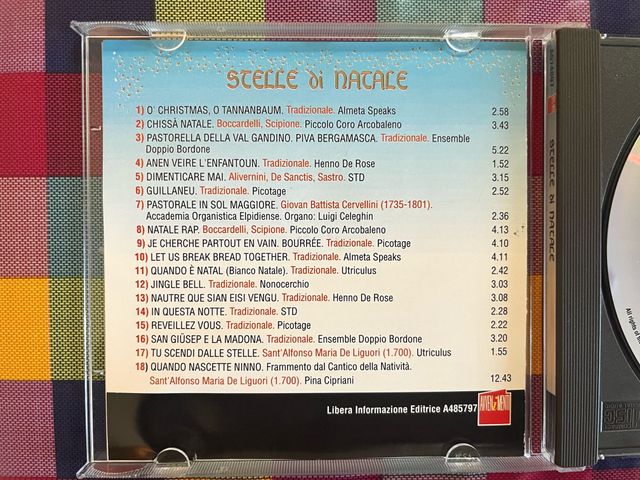 STELLE di NATALE
1) O' CHRISTMAS, O TANNANBAUM. Tradizionale. Almeta Speaks 2.58
2) CHISSÀ NATALE. Boccardelli, Scipione. Piccolo Coro Arcobaleno 3.43
3) PASTORELLA DELLA VAL GANDINO. PIVA BERGAMASCA. Tradizionale. Ensemble
Doppio Bordone 5.22
4) ANEN VEIRE L'ENFANTOUN. Tradizionale. Henno De Rose 1.52
5) DIMENTICARE MAI. Alivernini, De Sanctis, Sastro. STD 3.15
6) GUILLANEU. Tradizionale. Picotage 2.52
7) PASTORALE IN SOL MAGGIORE. Giovan Battista Cervellini (1735-1801).
Accademia Organistica Elpidiense. Organo: Luigi Celeghin 2.36
8) NATALE RAP. Boccardelli, Scipione. Piccolo Coro Arcobaleno 4.13
9) JE CHERCHE PARTOUT EN VAIN. BOURRÉE. Tradizionale. Picotage 4.10
10) LET US BREAK BREAD TOGETHER. Tradizionale. Almeta Speaks 4.11
11) QUANDO È NATAL (Bianco Natale). Tradizionale. Utriculus 2.42
12) JINGLE BELL. Tradizionale. Nonocerchio 3.03
13) NAUTRE QUE SIAN EISI VENGU. Tradizionale. Henno De Rose 3.08
14) IN QUESTA NOTTE. Tradizionale. STD 2.28
15) REVEILLEZ VOUS. Tradizionale. Picotage 2.22
16) SAN GIÜSEP E LA MADONA. Tradizionale. Ensemble Doppio Bordone 3.20
17) TU SCENDI DALLE STELLE. Sant'Alfonso Maria De Liguori (1.700). Utriculus 1.55
18) QUANDO NASCETTE NINNO. Frammento dal Cantico della Natività.
Sant'Alfonso Maria De Liguori (1.700). Pina Cipriani 12.43
Libera Informazione Editrice A485797
AVVENIMENTI
STELLE di NATALE
All rights of
COMPACT